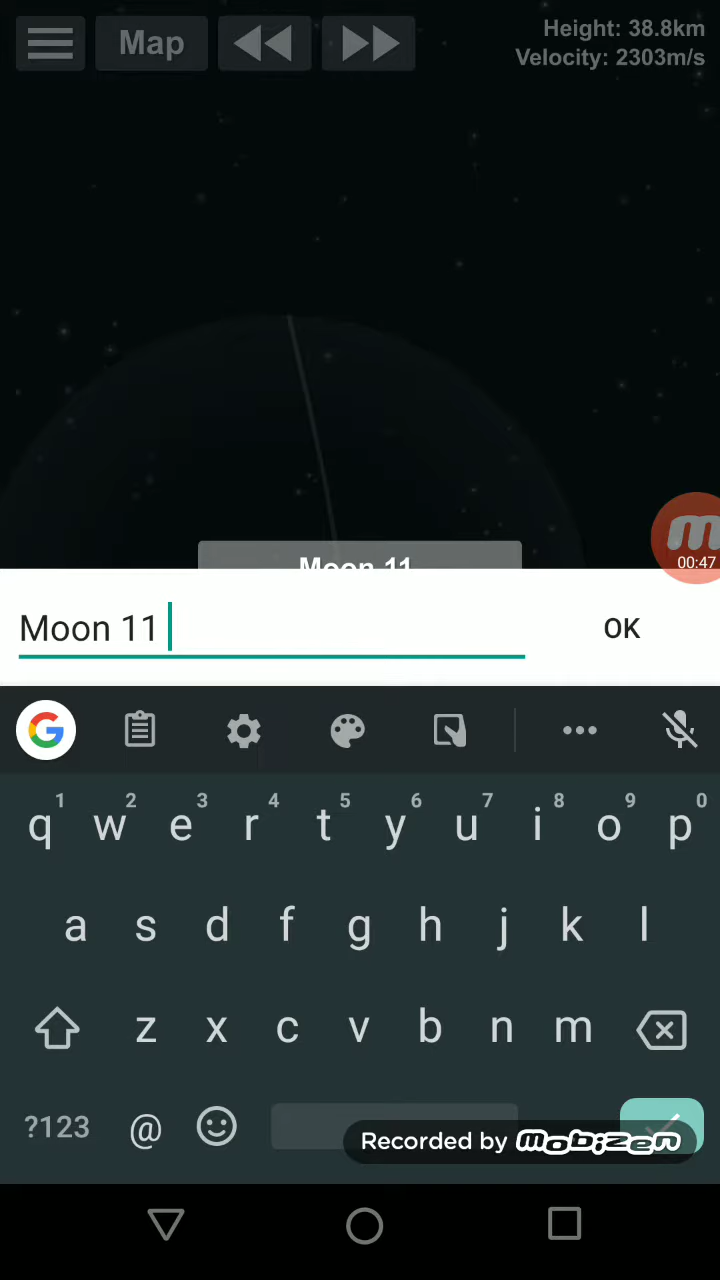 Map
Height: 38.8km
Velocity: 2303m/s
00:47
Moon 11
Moon 11
OK
1 2 3 4 5 6 7 8 9 0
q w e r t y u i o p
a s d f g h j k l
z x c v b n m
?123 @
Recorded by mobizen